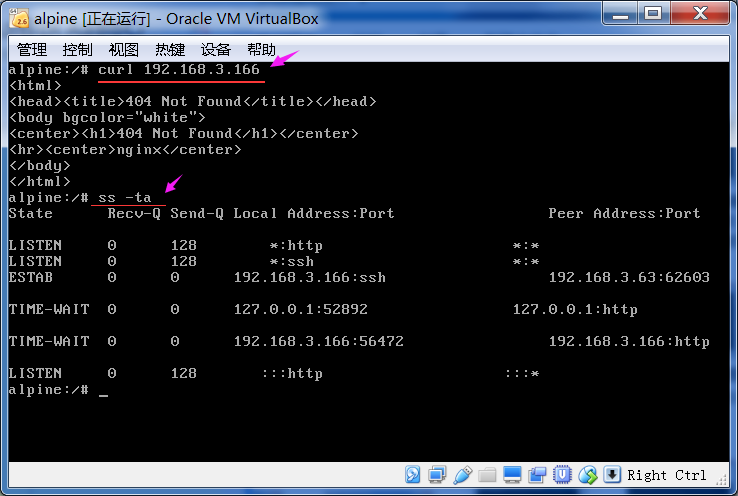 alpine [正在运行] - Oracle VM VirtualBox
管理 控制 视图 热键 设备 帮助
alpine:/# curl 192.168.3.166
<html>
<head><title>404 Not Found</title></head>
<body bgcolor="white">
<center><h1>404 Not Found</h1></center>
<hr><center>nginx</center>
</body>
</html>
alpine:/# ss -ta
State Recv-Q Send-Q Local Address:Port Peer Address:Port
LISTEN 0 128 *:http *:*
LISTEN 0 128 *:ssh *:*
ESTAB 0 0 192.168.3.166:ssh 192.168.3.63:62603
TIME-WAIT 0 0 127.0.0.1:52892 127.0.0.1:http
TIME-WAIT 0 0 192.168.3.166:56472 192.168.3.166:http
LISTEN 0 128 :::http :::*
alpine:/# _
Right Ctrl